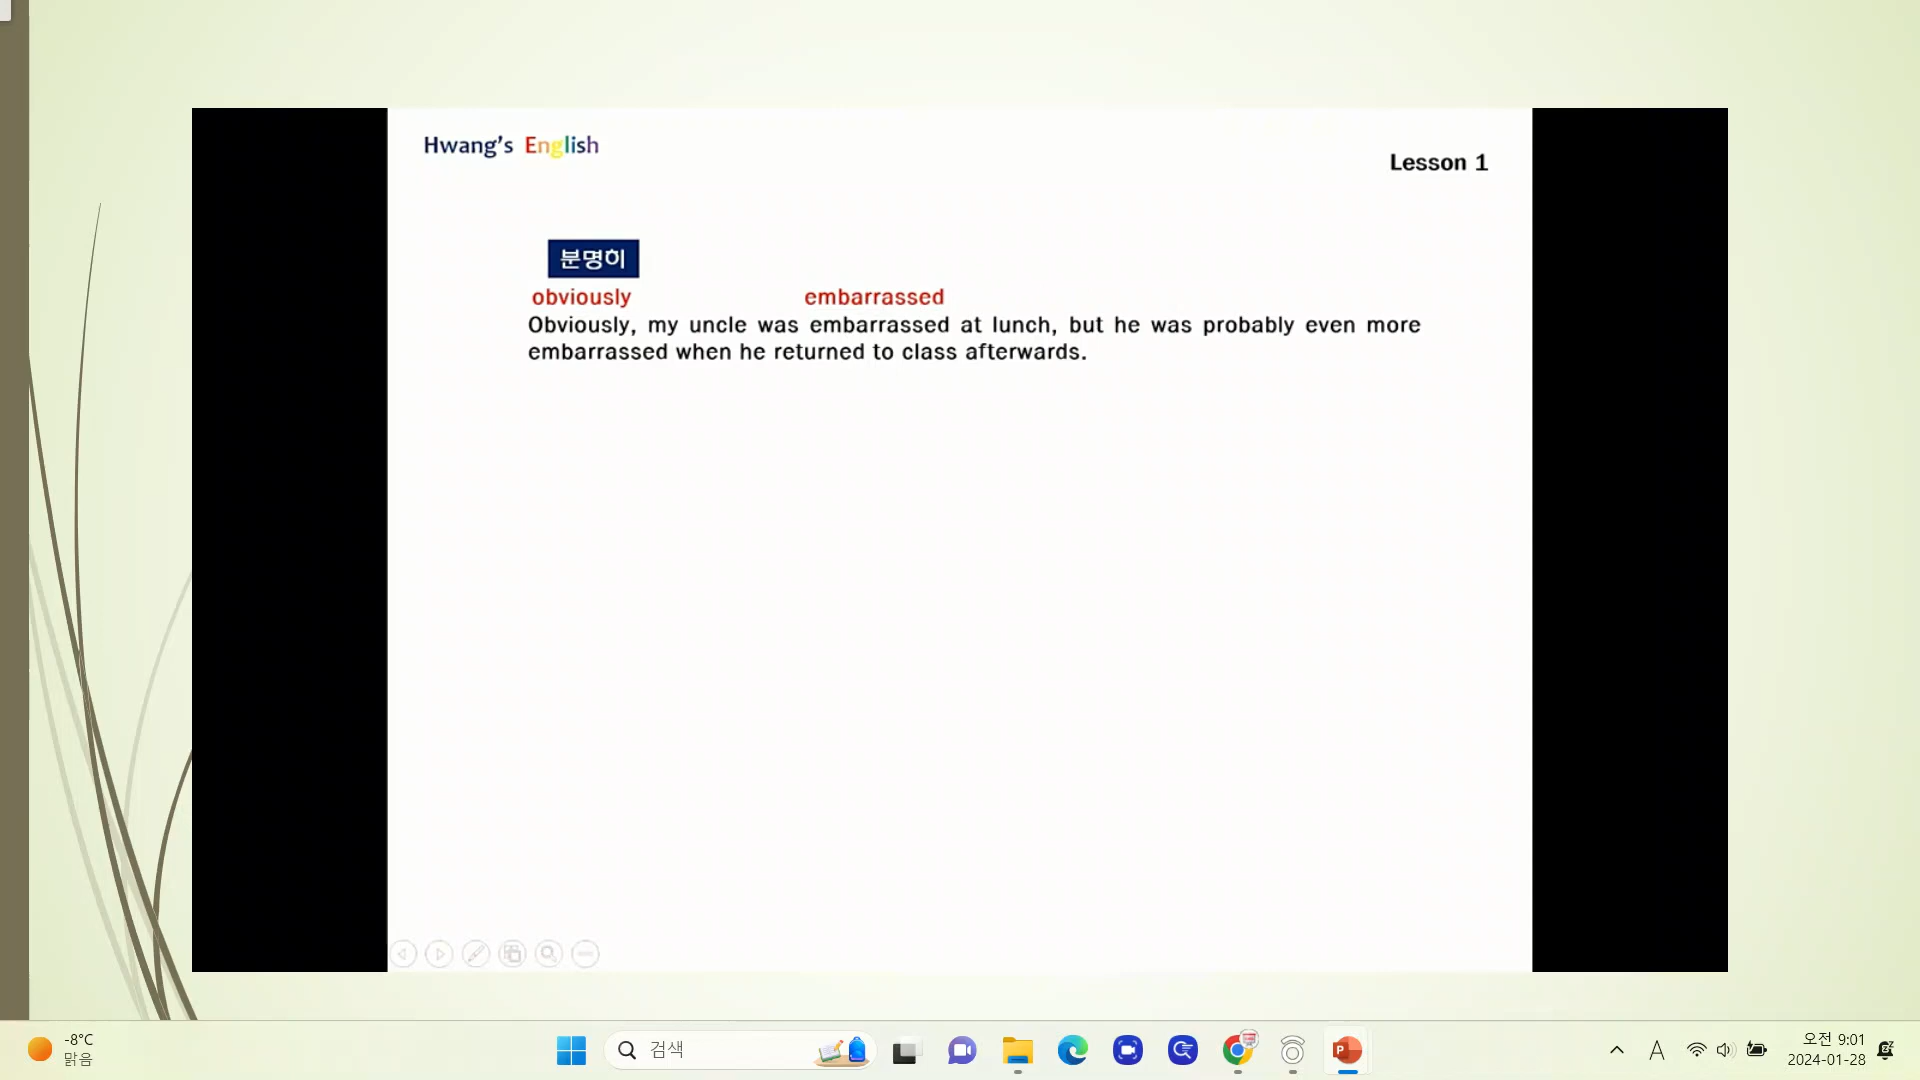 Hwang's English
Lesson 1
분명히
obviously embarrassed
Obviously, my uncle was embarrassed at lunch, but he was probably even more
embarrassed when he returned to class afterwards.
-8°C
맑음
검색
A
오전 9:01
2024-01-28